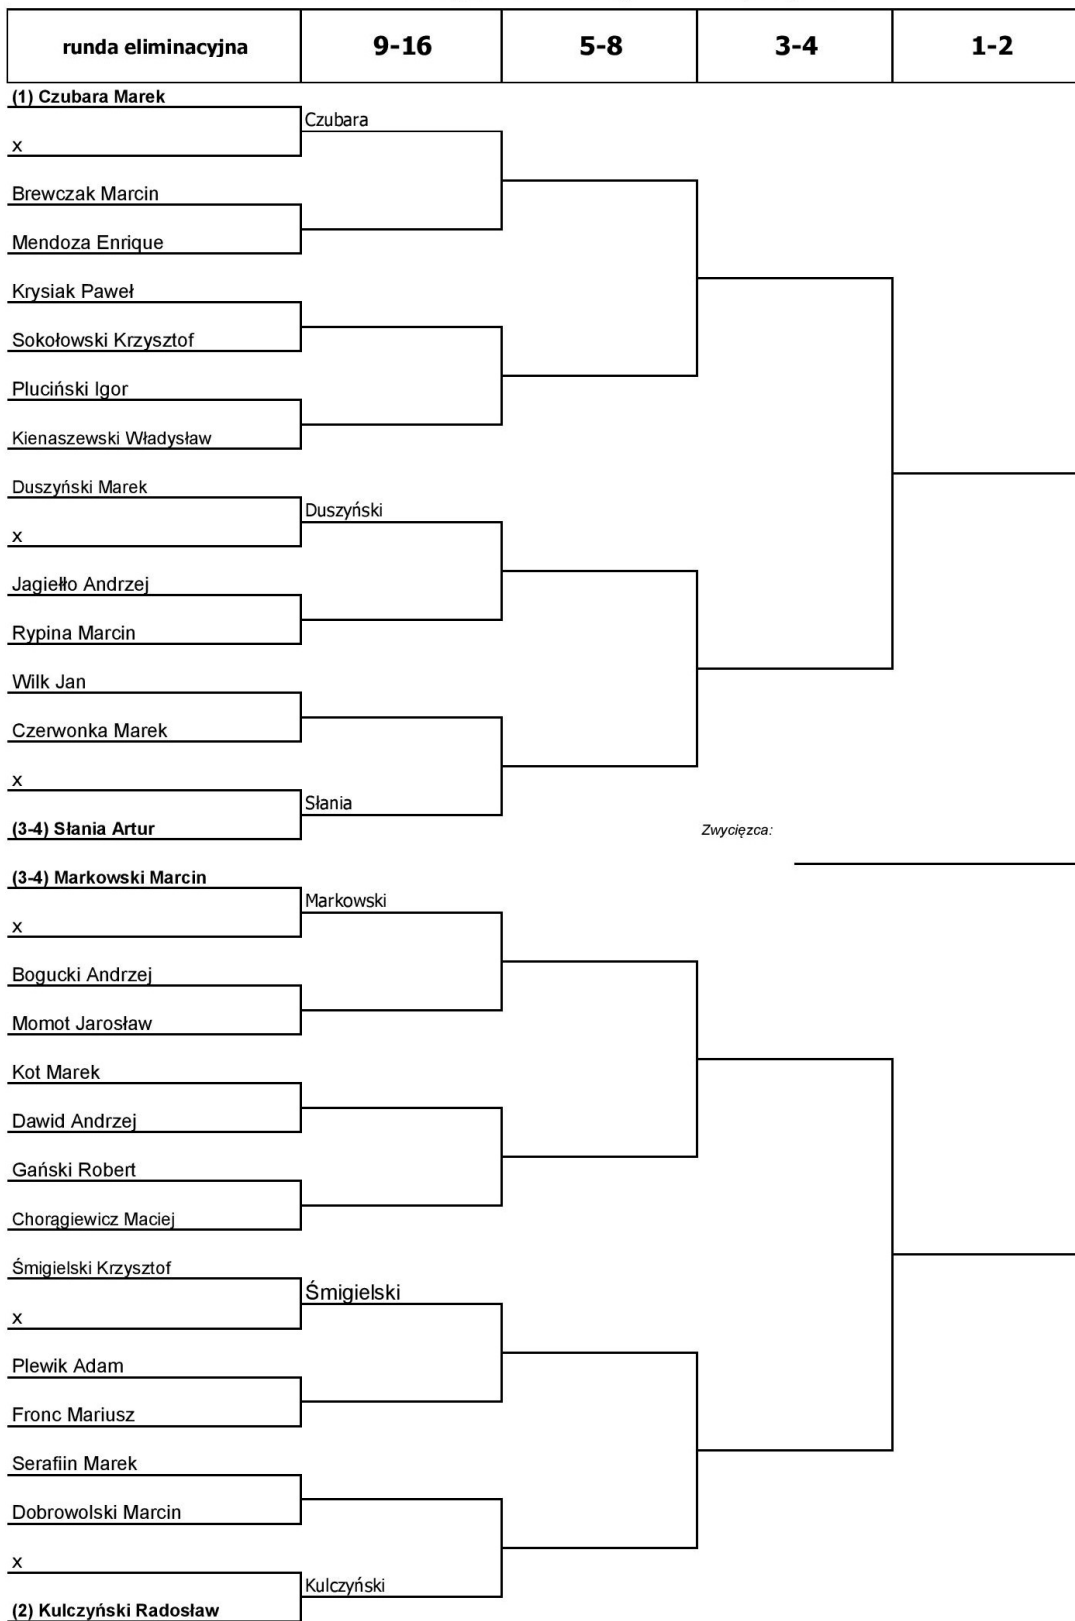 runda eliminacyjna 9-16 5-8 3-4 1-2
(1) Czubara Marek
Czubara
x
Brewczak Marcin
Mendoza Enrique
Krysiak Paweł
Sokołowski Krzysztof
Pluciński Igor
Kienaszewski Władysław
Duszyński Marek
Duszyński
x
Jagiełło Andrzej
Rypina Marcin
Wilk Jan
Czerwonka Marek
x
Słania
(3-4) Słania Artur
Zwycięzca:
(3-4) Markowski Marcin
Markowski
x
Bogucki Andrzej
Momot Jarosław
Kot Marek
Dawid Andrzej
Gański Robert
Chorągiewicz Maciej
Śmigielski Krzysztof
Śmigielski
x
Plewik Adam
Fronc Mariusz
Serafiin Marek
Dobrowolski Marcin
x
Kulczyński
(2) Kulczyński Radosław